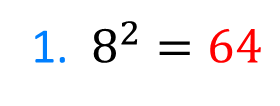 1. 8² = 64